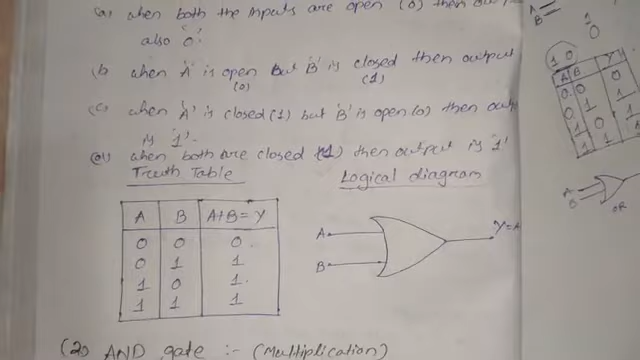 (a) when both the inputs are open (0) then
also '0'.
(b) when 'A' is open but 'B' is closed then output
(0) (1)
(c) when 'A' is closed (1) but 'B' is open (0) then
is '1'.
(d) when both are closed (1) then output is '1'
Truth Table Logical diagram
A B A+B=Y
0 0 0
0 1 1
1 0 1
1 1 1
A
B
Y=A
(2) AND gate :- (Multiplication)
A
B
0
1 0
A B Y
0 0
0 1
1 0
1 1
A
B
OR